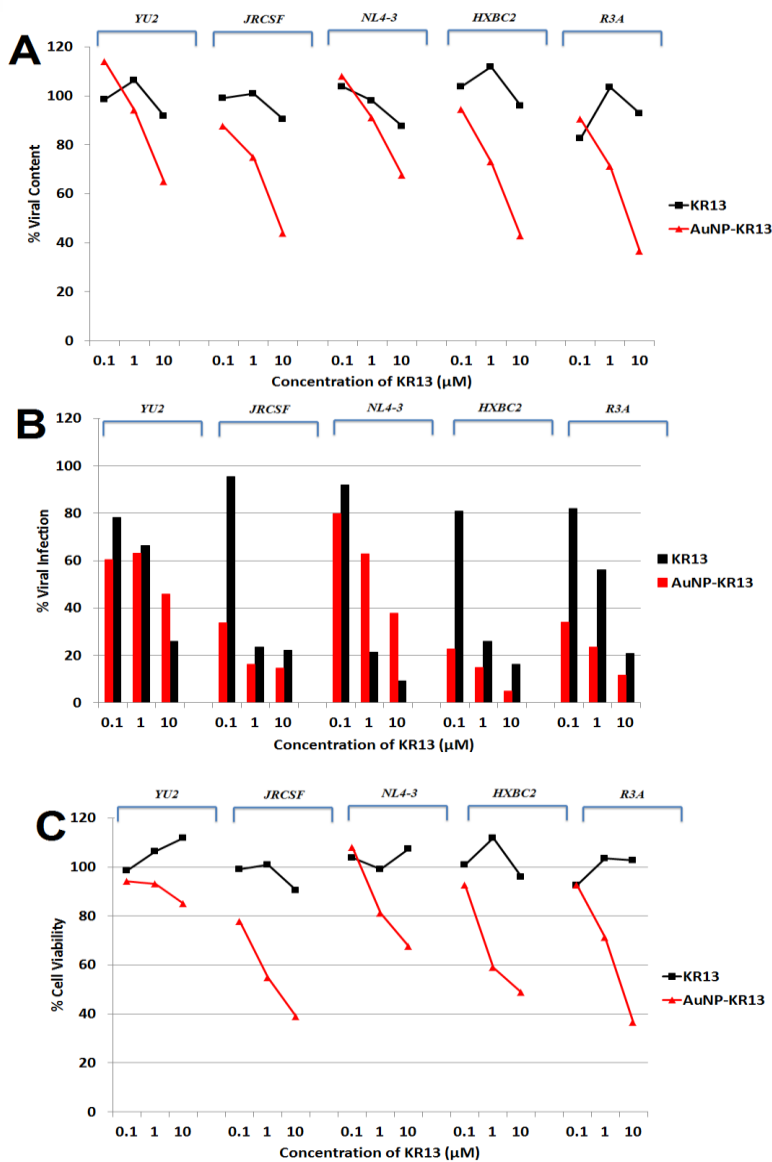 A
YU2 JRCSF NL4-3 HXBC2 R3A
120
100
80
60
40
20
0
% Viral Content
KR13
AuNP-KR13
0.1 1 10 0.1 1 10 0.1 1 10 0.1 1 10 0.1 1 10
Concentration of KR13 (µM)
B
YU2 JRCSF NL4-3 HXBC2 R3A
120
100
80
60
40
20
0
% Viral Infection
KR13
AuNP-KR13
0.1 1 10 0.1 1 10 0.1 1 10 0.1 1 10 0.1 1 10
Concentration of KR13 (µM)
C
YU2 JRCSF NL4-3 HXBC2 R3A
120
100
80
60
40
20
0
% Cell Viability
KR13
AuNP-KR13
0.1 1 10 0.1 1 10 0.1 1 10 0.1 1 10 0.1 1 10
Concentration of KR13 (µM)